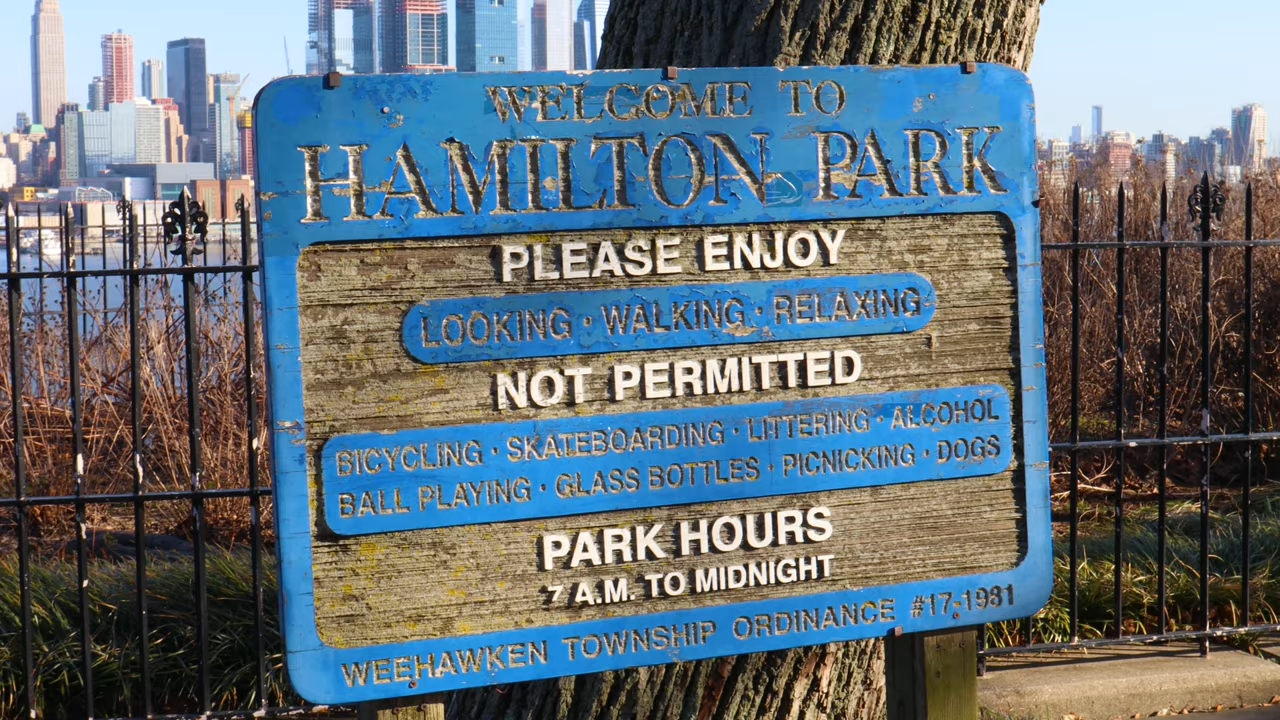 WELCOME TO
HAMILTON PARK
PLEASE ENJOY
LOOKING · WALKING · RELAXING
NOT PERMITTED
BICYCLING · SKATEBOARDING · LITTERING · ALCOHOL
BALL PLAYING · GLASS BOTTLES · PICNICKING · DOGS
PARK HOURS
7 A.M. TO MIDNIGHT
WEEHAWKEN TOWNSHIP ORDINANCE #17-1981